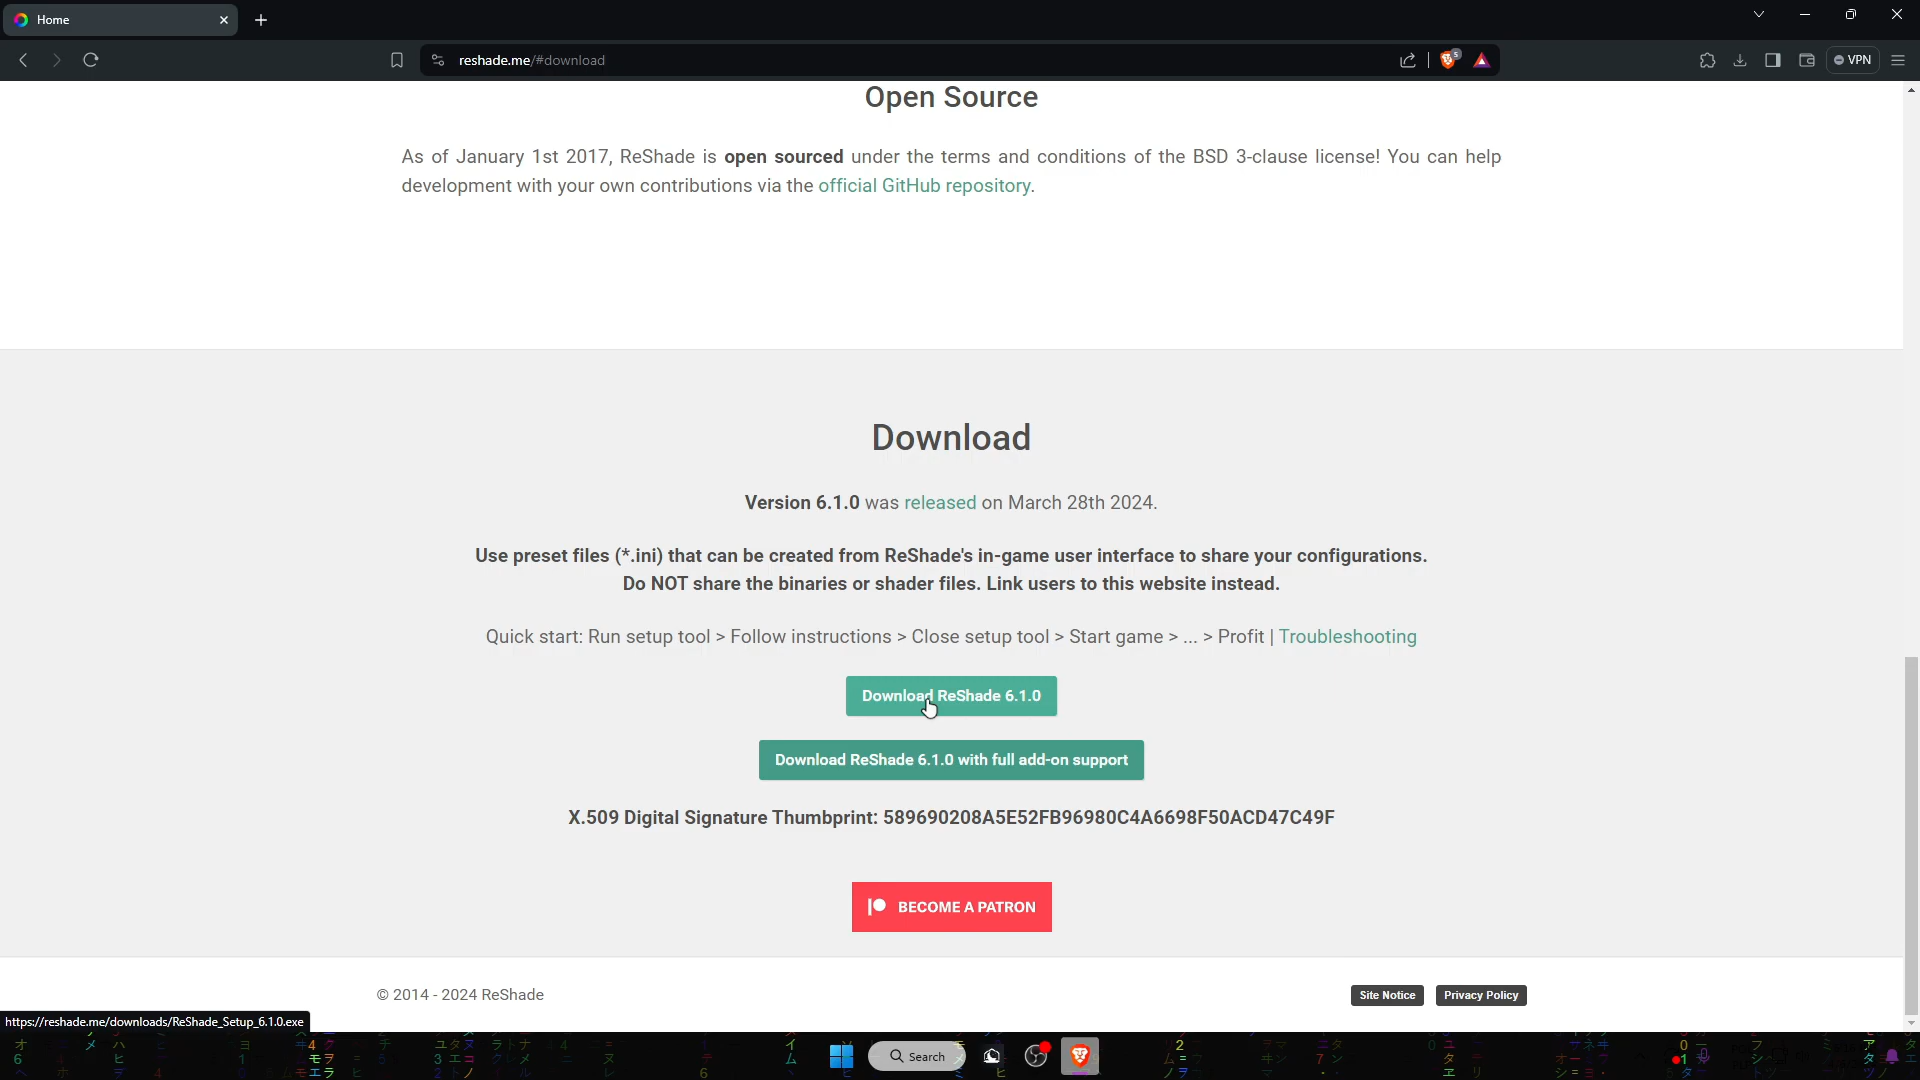 Home
reshade.me/#download
5
VPN
Open Source
As of January 1st 2017, ReShade is open sourced under the terms and conditions of the BSD 3-clause license! You can help
development with your own contributions via the official GitHub repository.
Download
Version 6.1.0 was released on March 28th 2024.
Use preset files (*.ini) that can be created from ReShade's in-game user interface to share your configurations.
Do NOT share the binaries or shader files. Link users to this website instead.
Quick start: Run setup tool > Follow instructions > Close setup tool > Start game > ... > Profit | Troubleshooting
Download ReShade 6.1.0
Download ReShade 6.1.0 with full add-on support
X.509 Digital Signature Thumbprint: 589690208A5E52FB96980C4A6698F50ACD47C49F
BECOME A PATRON
© 2014 - 2024 ReShade
Site Notice
Privacy Policy
https://reshade.me/downloads/ReShade_Setup_6.1.0.exe
Search